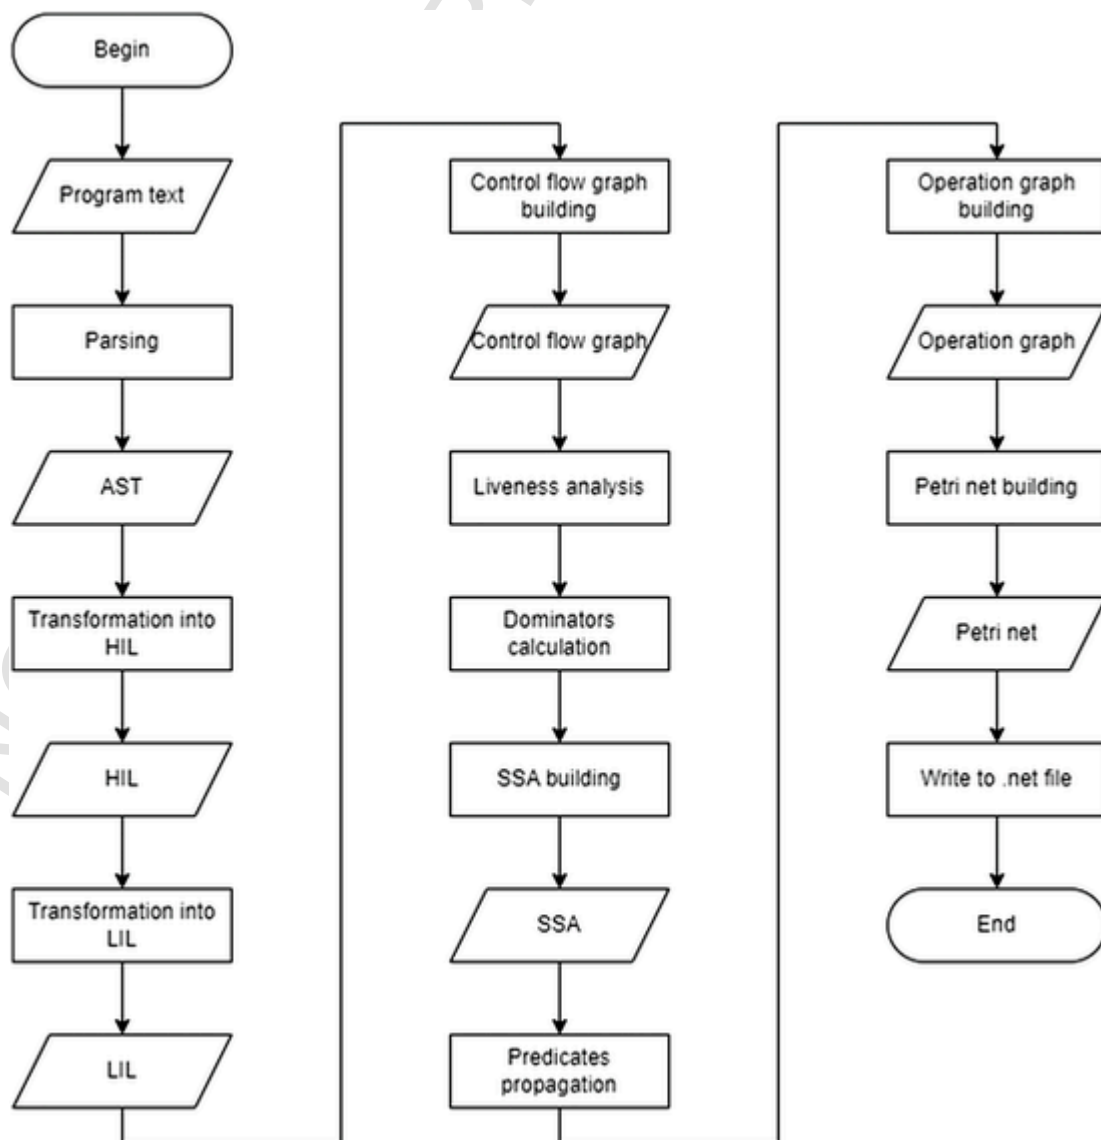 Begin
Program text
Parsing
AST
Transformation into
HIL
HIL
Transformation into
LIL
LIL
Control flow graph
building
Control flow graph
Liveness analysis
Dominators
calculation
SSA building
SSA
Predicates
propagation
Operation graph
building
Operation graph
Petri net building
Petri net
Write to .net file
End